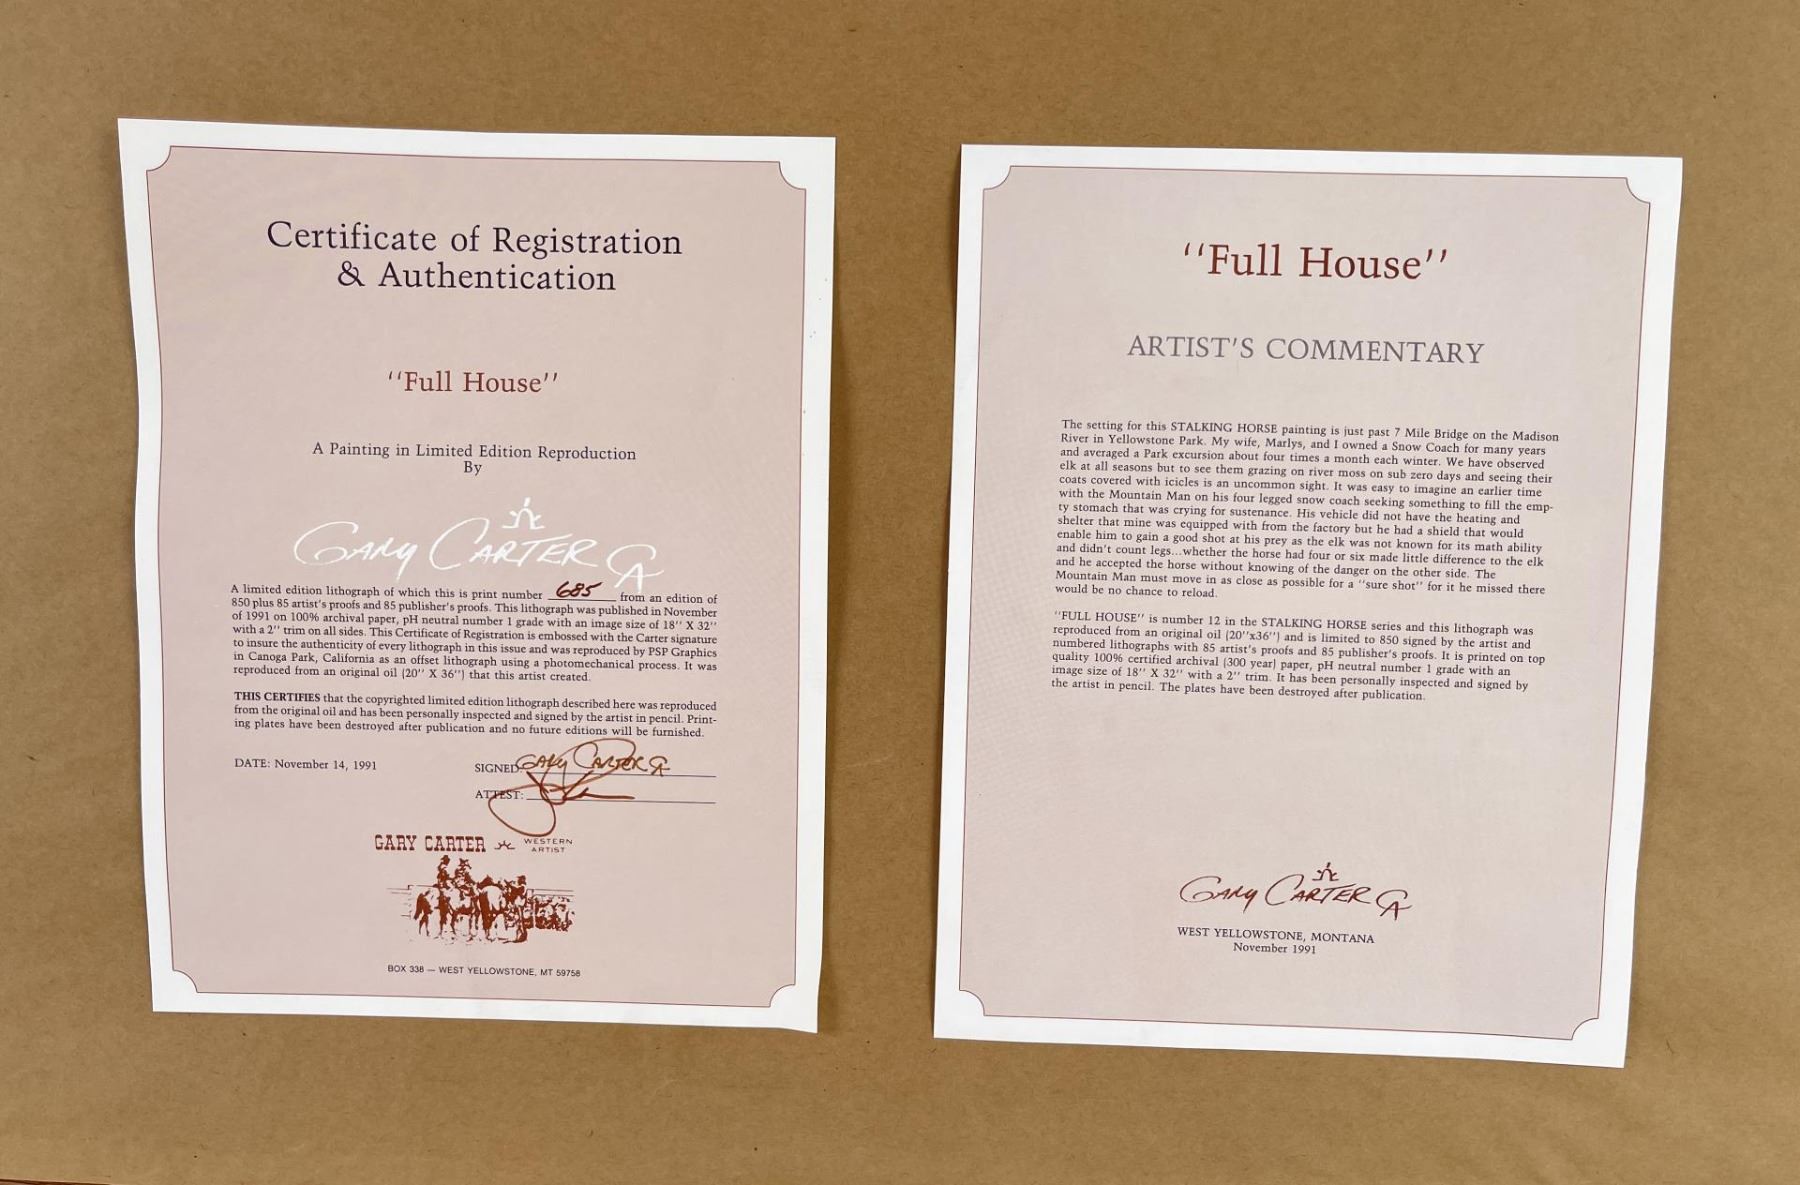 Certificate of Registration
& Authentication
"Full House"
A Painting in Limited Edition Reproduction
By
GARY CARTER CA
A limited edition lithograph of which this is print number 685 from an edition of
850 plus 85 artist's proofs and 85 publisher's proofs. This lithograph was published in November
of 1991 on 100% archival paper, pH neutral number 1 grade with an image size of 18" X 32"
with a 2" trim on all sides. This Certificate of Registration is embossed with the Carter signature
to insure the authenticity of every lithograph in this issue and was reproduced by PSP Graphics
in Canoga Park, California as an offset lithograph using a photomechanical process. It was
reproduced from an original oil (20" X 36") that this artist created.
THIS CERTIFIES that the copyrighted limited edition lithograph described here was reproduced
from the original oil and has been personally inspected and signed by the artist in pencil. Print-
ing plates have been destroyed after publication and no future editions will be furnished.
DATE: November 14, 1991
SIGNED: GARY CARTER CA
ATTEST:
GARY CARTER WESTERN
ARTIST
BOX 338 — WEST YELLOWSTONE, MT 59758
"Full House"
ARTIST'S COMMENTARY
The setting for this STALKING HORSE painting is just past 7 Mile Bridge on the Madison
River in Yellowstone Park. My wife, Marlys, and I owned a Snow Coach for many years
and averaged a Park excursion about four times a month each winter. We have observed
elk at all seasons but to see them grazing on river moss on sub zero days and seeing their
coats covered with icicles is an uncommon sight. It was easy to imagine an earlier time
with the Mountain Man on his four legged snow coach seeking something to fill the emp-
ty stomach that was crying for sustenance. His vehicle did not have the heating and
shelter that mine was equipped with from the factory but he had a shield that would
enable him to gain a good shot at his prey as the elk was not known for its math ability
and didn't count legs...whether the horse had four or six made little difference to the elk
and he accepted the horse without knowing of the danger on the other side. The
Mountain Man must move in as close as possible for a "sure shot" for it he missed there
would be no chance to reload.
"FULL HOUSE" is number 12 in the STALKING HORSE series and this lithograph was
reproduced from an original oil (20"x36") and is limited to 850 signed by the artist and
numbered lithographs with 85 artist's proofs and 85 publisher's proofs. It is printed on top
quality 100% certified archival (300 year) paper, pH neutral number 1 grade with an
image size of 18" X 32" with a 2" trim. It has been personally inspected and signed by
the artist in pencil. The plates have been destroyed after publication.
GARY CARTER CA
WEST YELLOWSTONE, MONTANA
November 1991